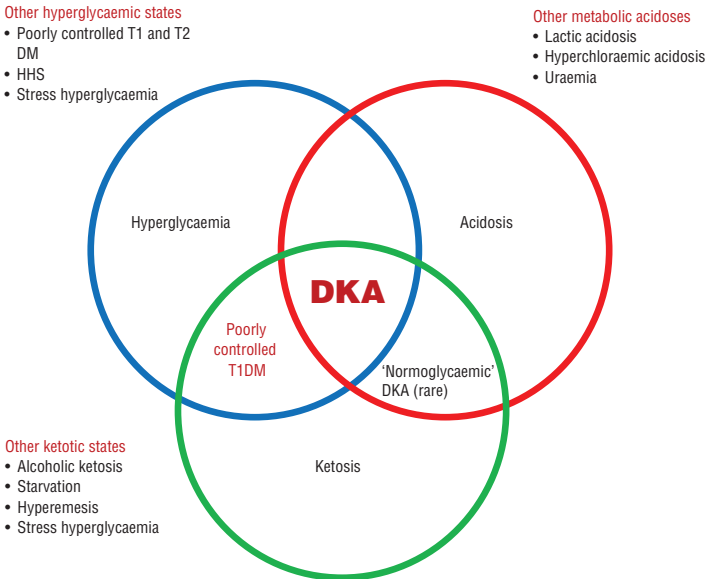 Other hyperglycaemic states
• Poorly controlled T1 and T2
DM
• HHS
• Stress hyperglycaemia
Other metabolic acidoses
• Lactic acidosis
• Hyperchloraemic acidosis
• Uraemia
Hyperglycaemia
Acidosis
DKA
Poorly
controlled
T1DM
‘Normoglycaemic’
DKA (rare)
Other ketotic states
• Alcoholic ketosis
• Starvation
• Hyperemesis
• Stress hyperglycaemia
Ketosis